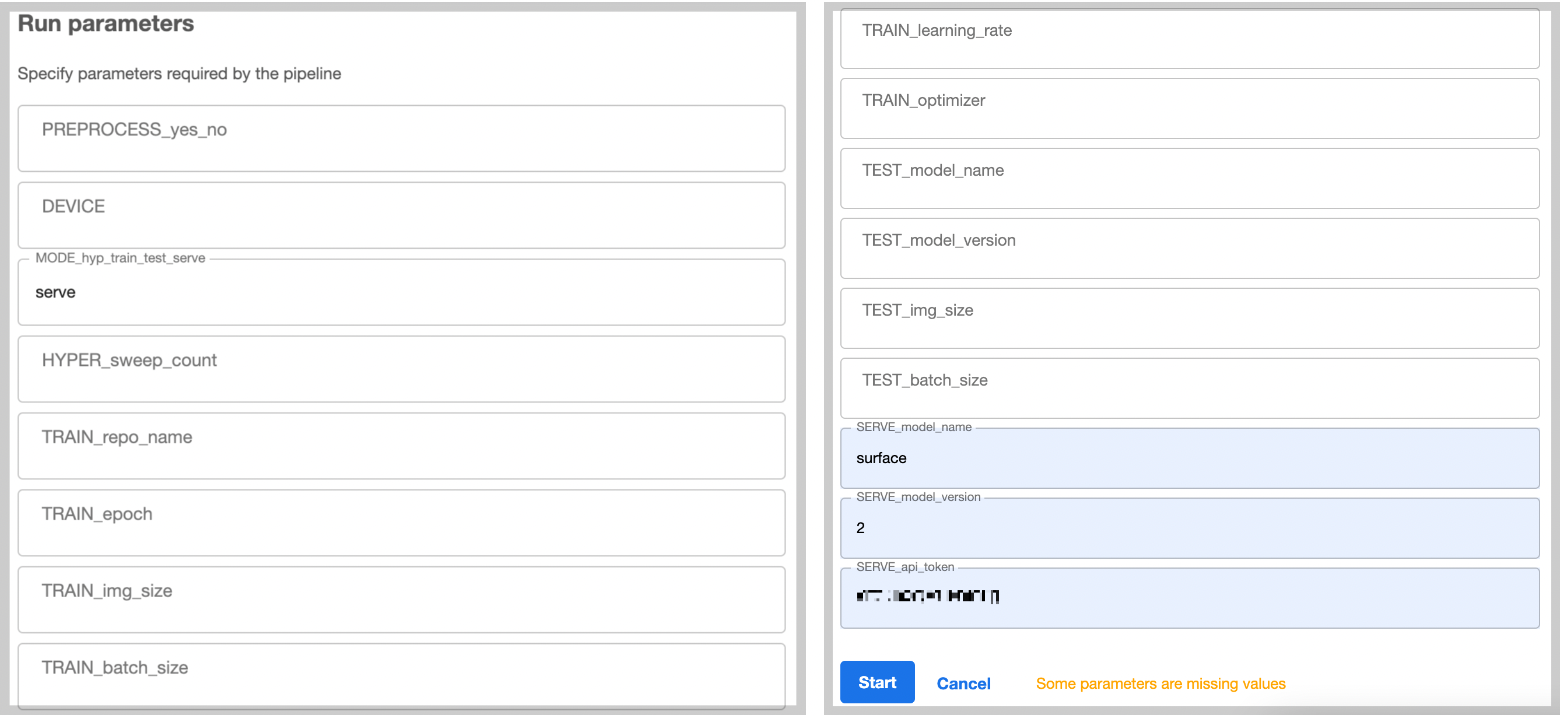 Run parameters
Specify parameters required by the pipeline
PREPROCESS_yes_no
DEVICE
MODE_hyp_train_test_serve
serve
HYPER_sweep_count
TRAIN_repo_name
TRAIN_epoch
TRAIN_img_size
TRAIN_batch_size
TRAIN_learning_rate
TRAIN_optimizer
TEST_model_name
TEST_model_version
TEST_img_size
TEST_batch_size
SERVE_model_name
surface
SERVE_model_version
2
SERVE_api_token
Start Cancel Some parameters are missing values